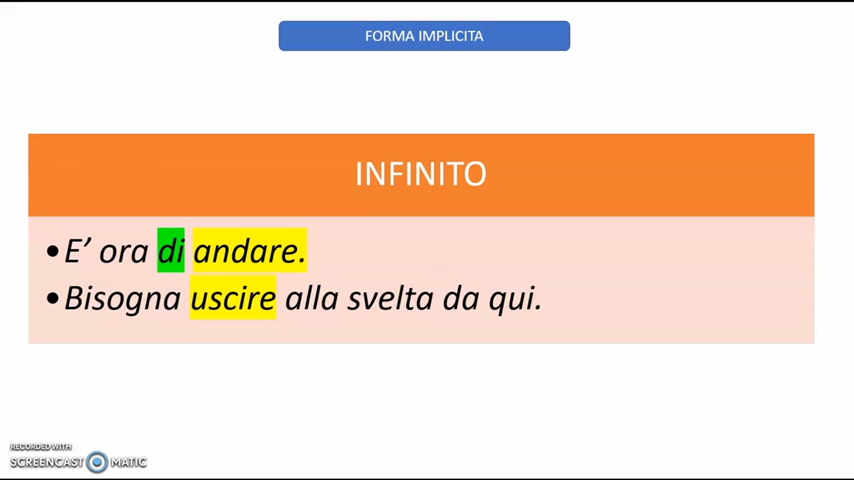 FORMA IMPLICITA
INFINITO
•E’ ora di andare.
•Bisogna uscire alla svelta da qui.
RECORDED WITH
SCREENCAST MATIC